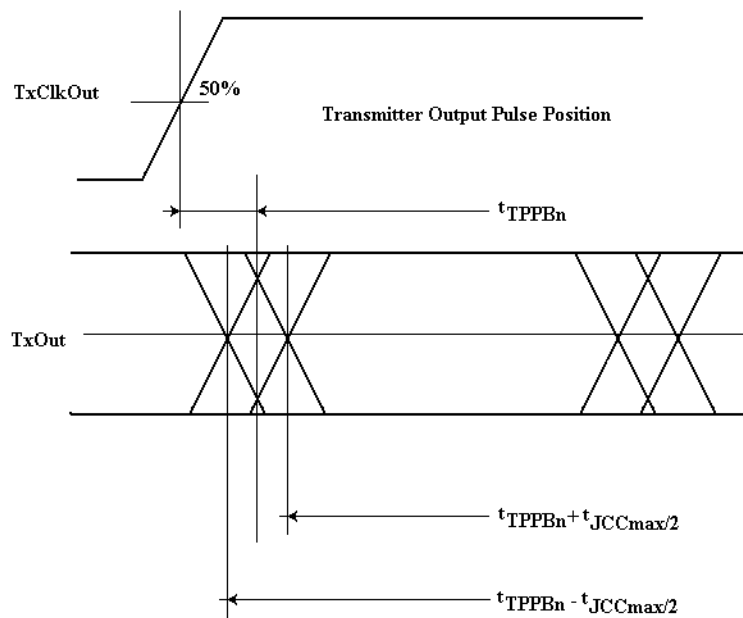 TxClkOut
50%
Transmitter Output Pulse Position
tTPPBn
TxOut
tTPPBn+ tJCCmax/2
tTPPBn - tJCCmax/2